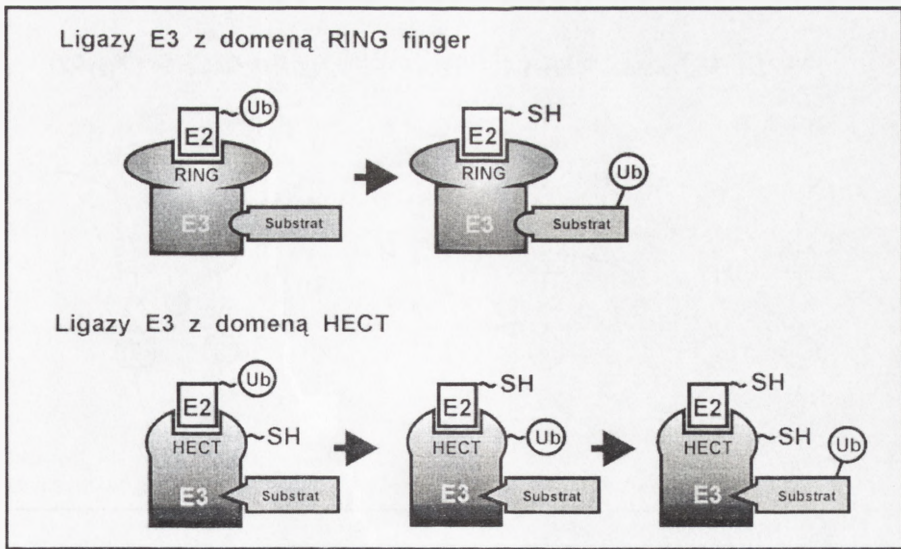 Ligazy E3 z domeną RING finger
Ub
E2
RING
E3
Substrat
SH
E2
RING
Ub
E3
Substrat
Ligazy E3 z domeną HECT
Ub
E2
SH
HECT
E3
Substrat
SH
E2
Ub
HECT
E3
Substrat
SH
E2
SH
HECT
Ub
E3
Substrat